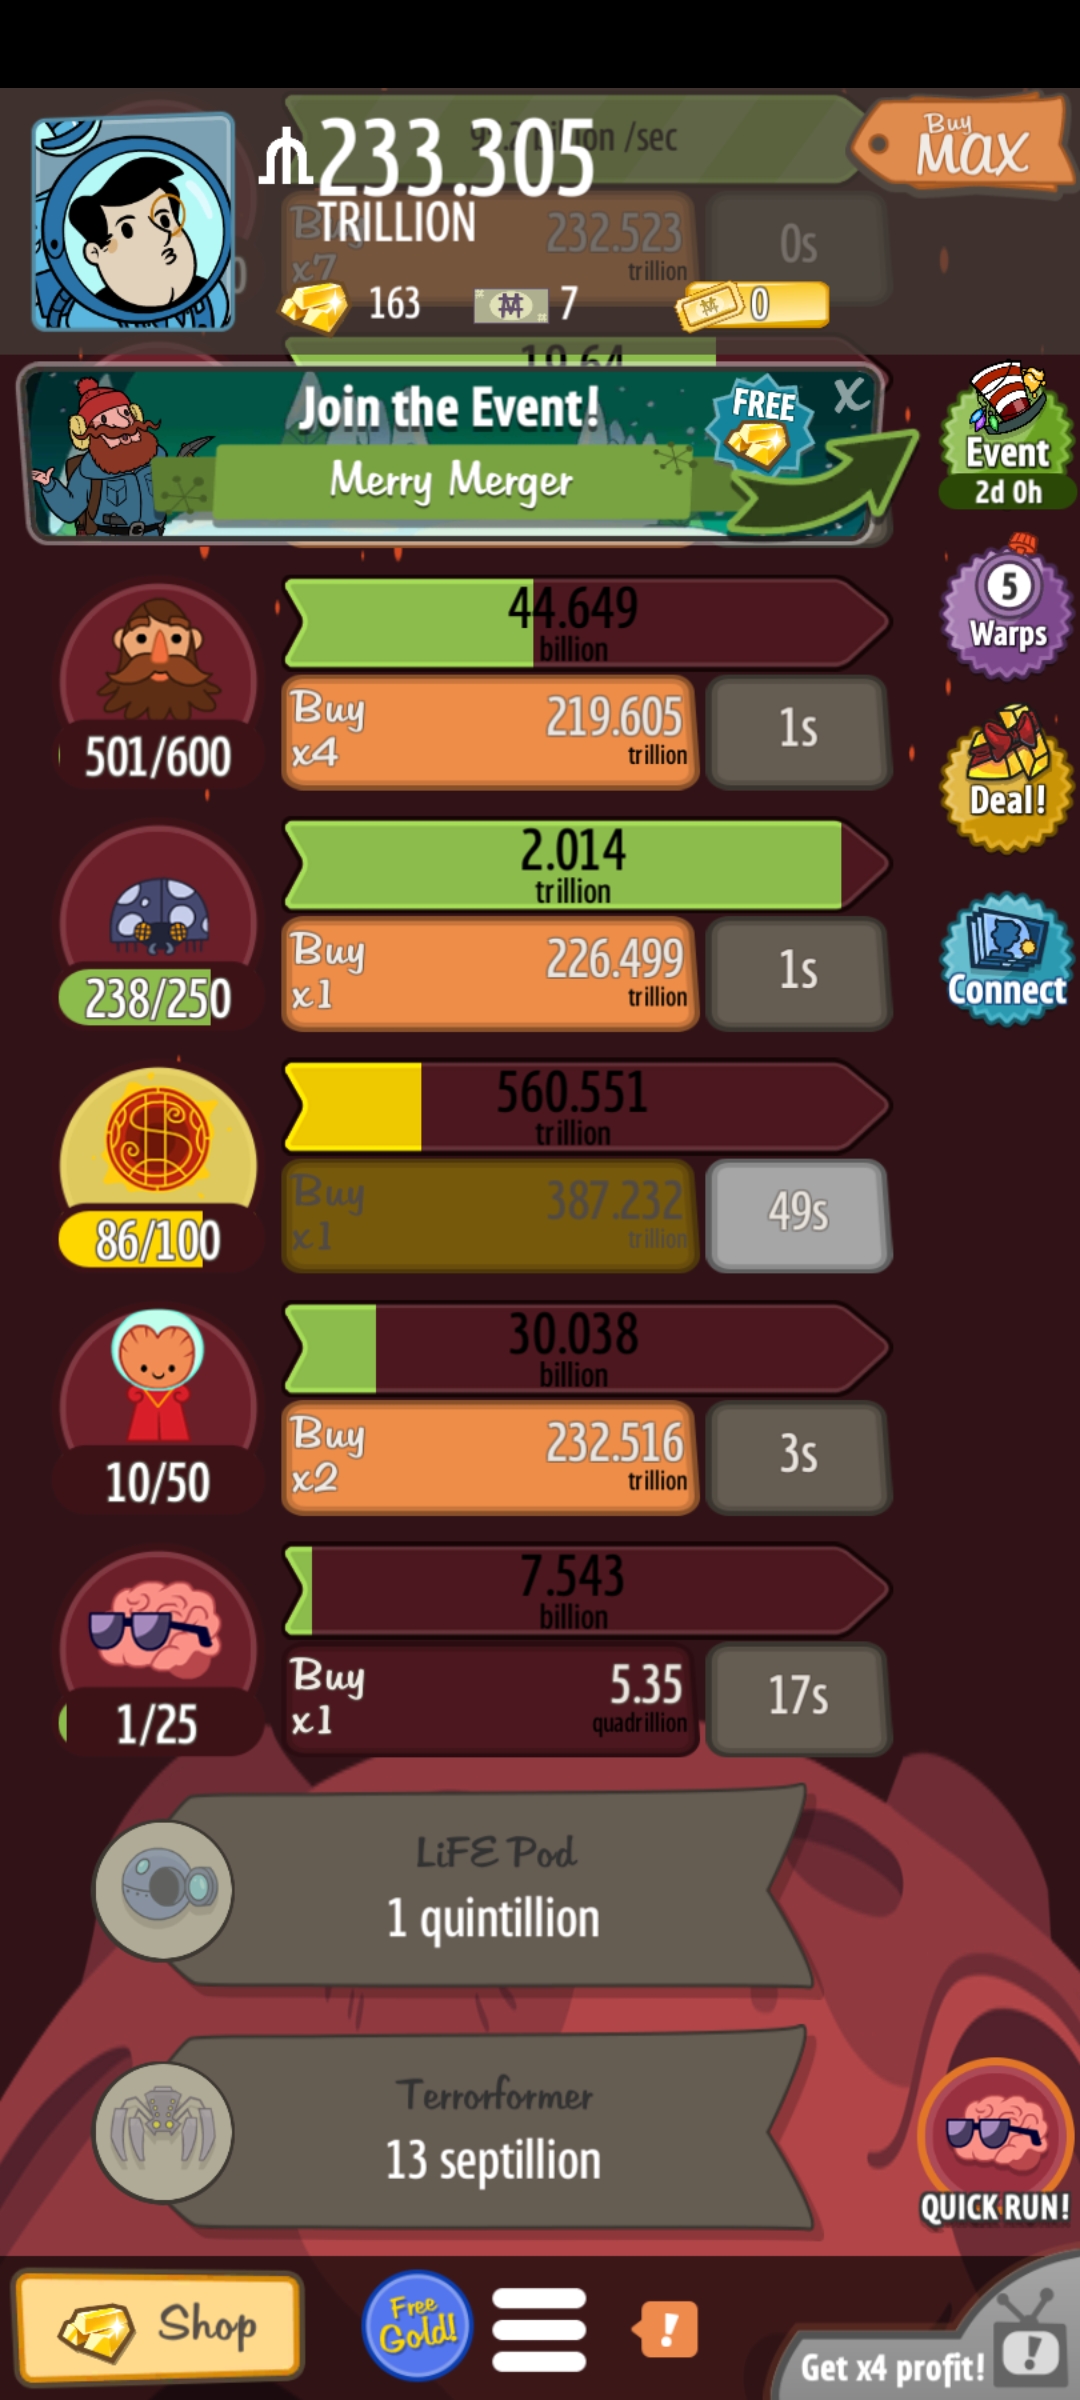 /sec
233.305
Buy
MAX
TRILLION
Buy
x7
232.523
trillion
0s
163
7
0
19.64
Join the Event!
FREE
X
Merry Merger
Event
2d 0h
44.649
billion
5
Warps
Buy
x4
219.605
trillion
1s
501/600
Deal!
2.014
trillion
Buy
x1
226.499
trillion
1s
238/250
Connect
560.551
trillion
Buy
x1
387.232
trillion
49s
86/100
30.038
billion
Buy
x2
232.516
trillion
3s
10/50
7.543
billion
Buy
x1
5.35
quadrillion
17s
1/25
LiFE Pod
1 quintillion
Terrorformer
13 septillion
QUICK RUN!
Shop
Free
Gold!
!
!
Get x4 profit!